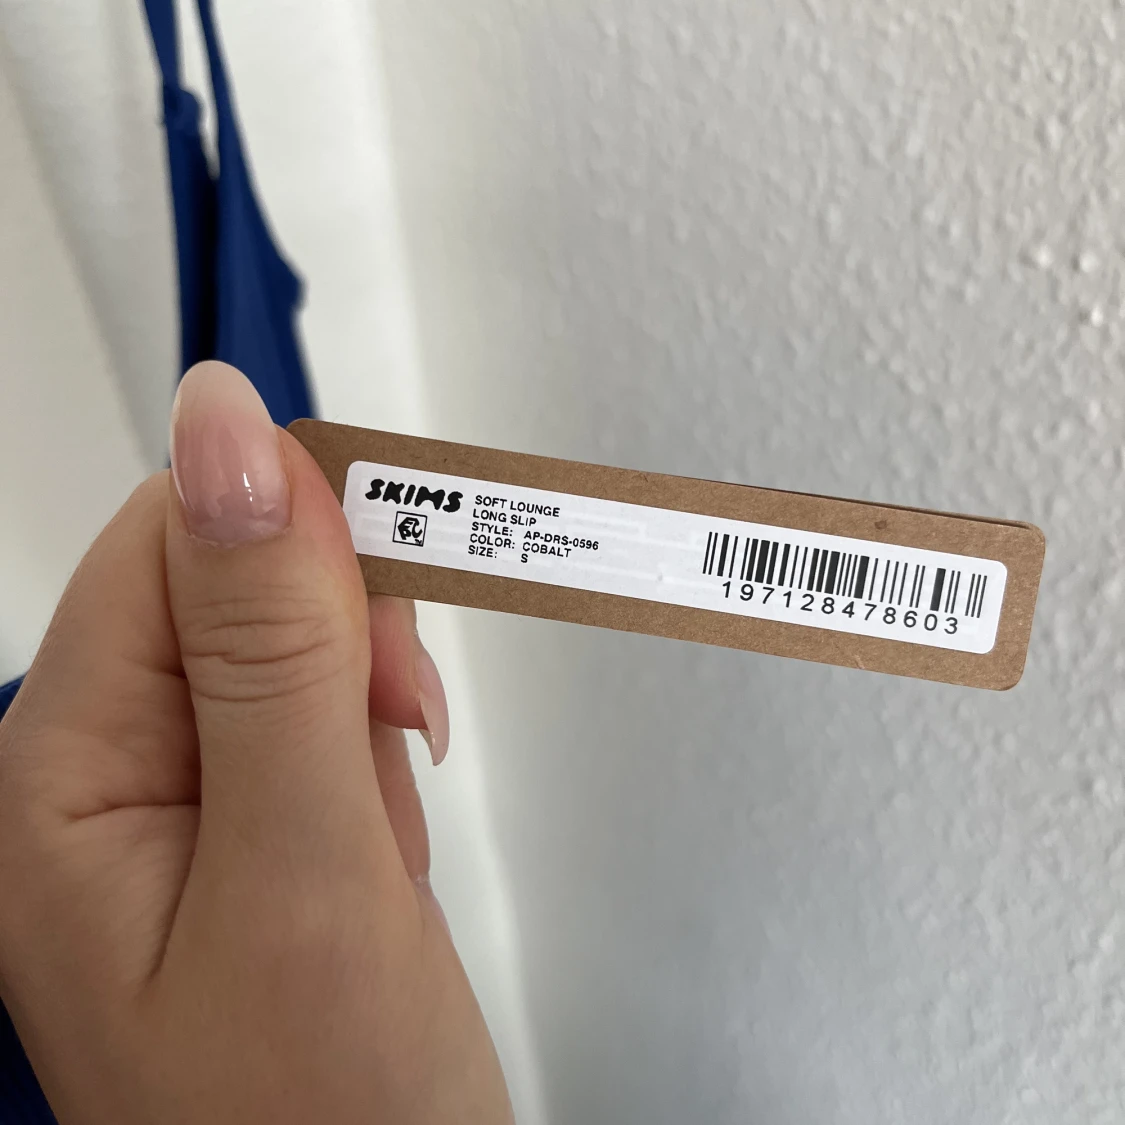 SKIMS
SOFT LOUNGE
LONG SLIP
STYLE: AP-DRS-0596
COLOR: COBALT
SIZE: S
197128478603